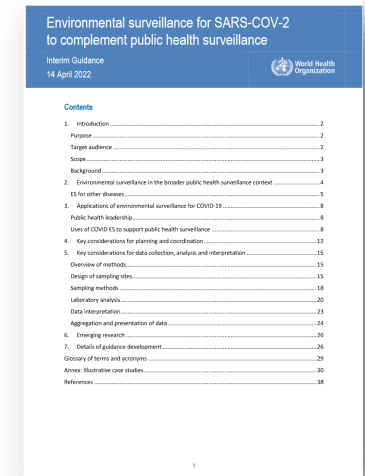 Environmental surveillance for SARS-COV-2
to complement public health surveillance
Interim Guidance
14 April 2022
World Health
Organization
Contents
1. Introduction ........ 2
Purpose ........ 2
Target audience ........ 2
Scope ........ 3
Background ........ 3
2. Environmental surveillance in the broader public health surveillance context ........ 4
ES for other diseases ........ 5
3. Applications of environmental surveillance for COVID-19 ........ 8
Public health leadership ........ 8
Uses of COVID ES to support public health surveillance ........ 8
4. Key considerations for planning and coordination ........ 12
5. Key considerations for data collection, analysis and interpretation ........ 15
Overview of methods ........ 15
Design of sampling sites ........ 15
Sampling methods ........ 18
Laboratory analysis ........ 20
Data interpretation ........ 23
Aggregation and presentation of data ........ 24
6. Emerging research ........ 26
7. Details of guidance development ........ 26
Glossary of terms and acronyms ........ 29
Annex: Illustrative case studies ........ 30
References ........ 38
1